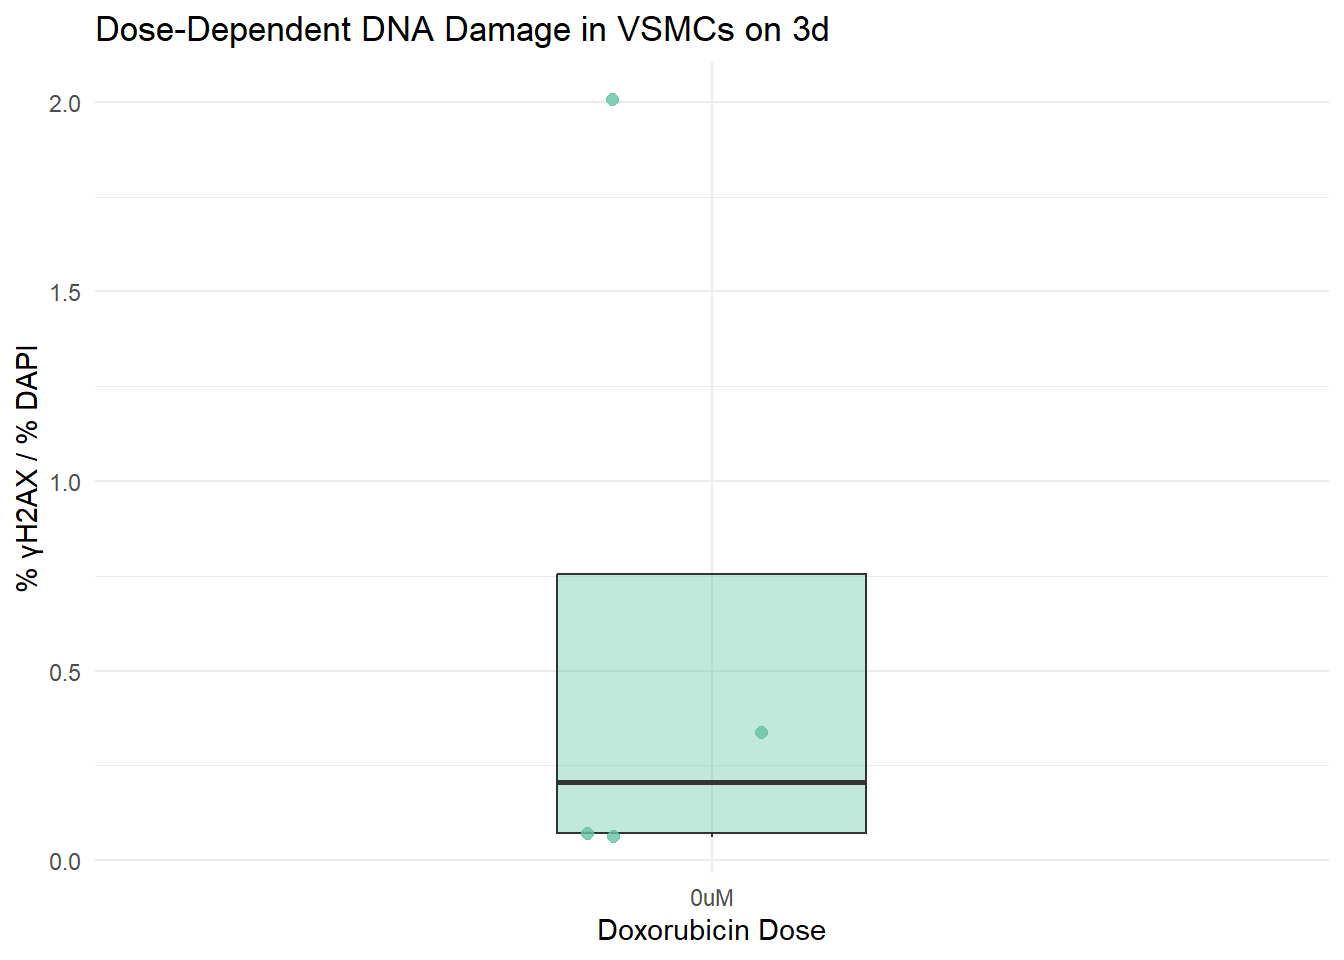 Dose-Dependent DNA Damage in VSMCs on 3d
% γH2AX / % DAPI
2.0
1.5
1.0
0.5
0.0
0uM
Doxorubicin Dose